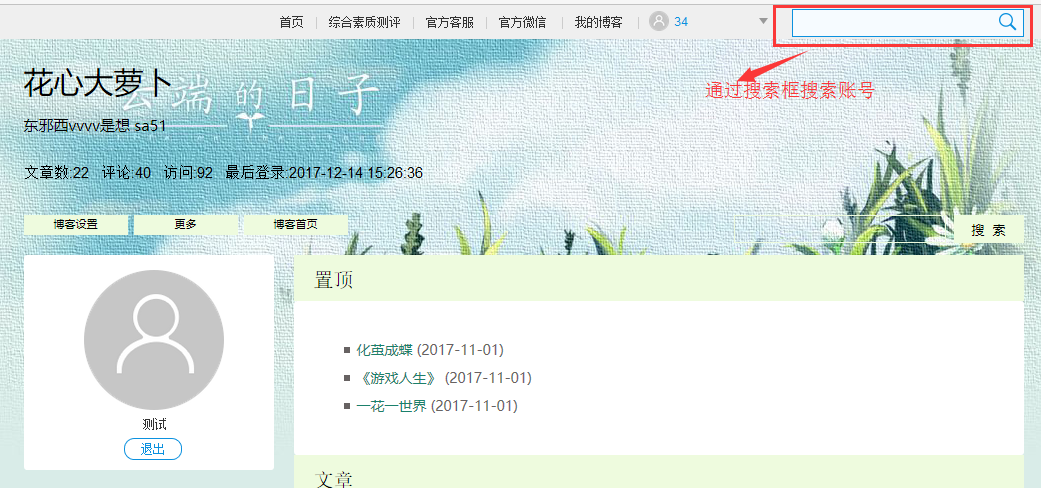 首页 综合素质测评 官方客服 官方微信 我的博客 34
通过搜索框搜索账号
花心大萝卜
云端的日子
东邪西vvvv是想 sa51
文章数:22 评论:40 访问:92 最后登录:2017-12-14 15:26:36
博客设置 更多 博客首页 搜 索
测试
退出
置顶
化茧成蝶 (2017-11-01)
《游戏人生》 (2017-11-01)
一花一世界 (2017-11-01)
文章